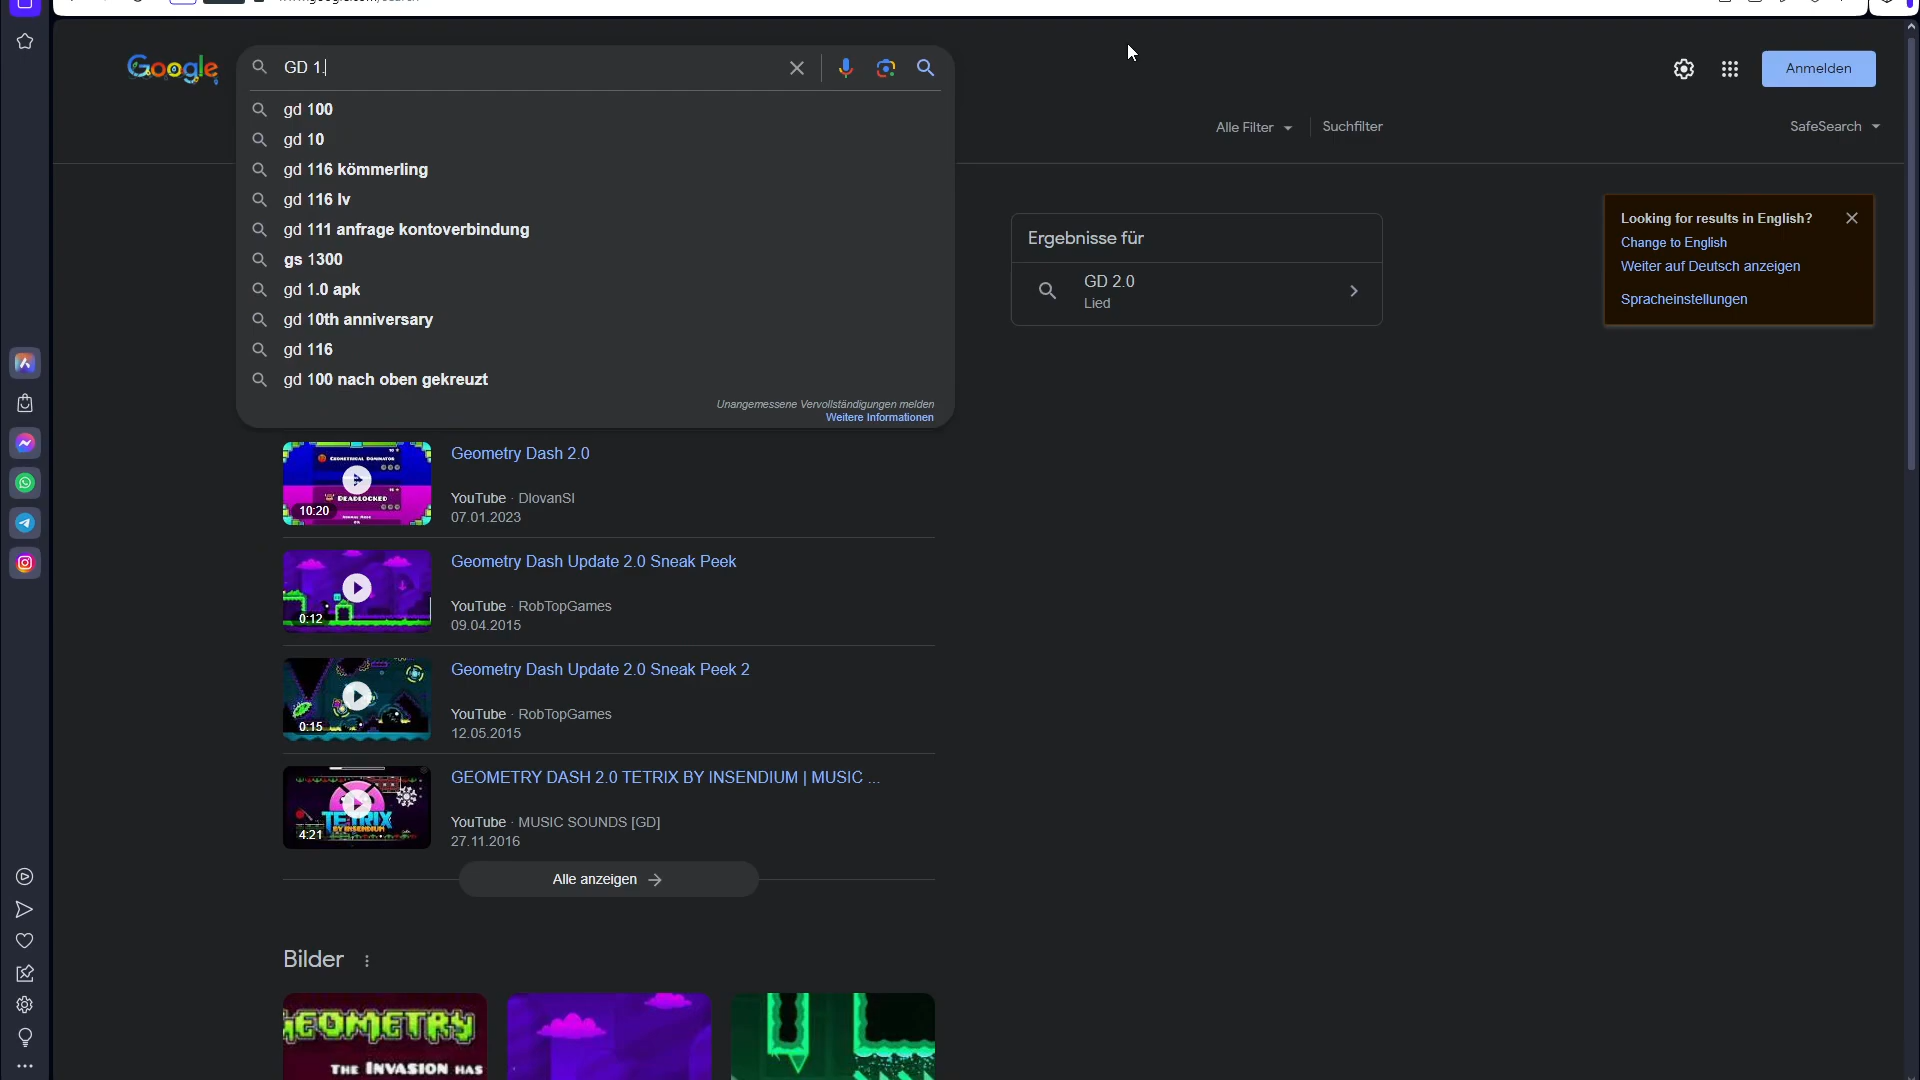 Google
GD 1.
Anmelden
gd 100
gd 10
gd 116 kömmerling
gd 116 lv
gd 111 anfrage kontoverbindung
gs 1300
gd 1.0 apk
gd 10th anniversary
gd 116
gd 100 nach oben gekreuzt
Unangemessene Vervollständigungen melden
Weitere Informationen
Alle Filter
Suchfilter
SafeSearch
Ergebnisse für
GD 2.0
Lied
Looking for results in English?
Change to English
Weiter auf Deutsch anzeigen
Spracheinstellungen
GEOMETRICAL DOMINATOR
DEADLOCKED
10:20
Geometry Dash 2.0
YouTube · DlovanSI
07.01.2023
0:12
Geometry Dash Update 2.0 Sneak Peek
YouTube · RobTopGames
09.04.2015
0:15
Geometry Dash Update 2.0 Sneak Peek 2
YouTube · RobTopGames
12.05.2015
TETRIX
BY INSENDIUM
4:21
GEOMETRY DASH 2.0 TETRIX BY INSENDIUM | MUSIC ...
YouTube · MUSIC SOUNDS [GD]
27.11.2016
Alle anzeigen
Bilder
GEOMETRY
THE INVASION HAS